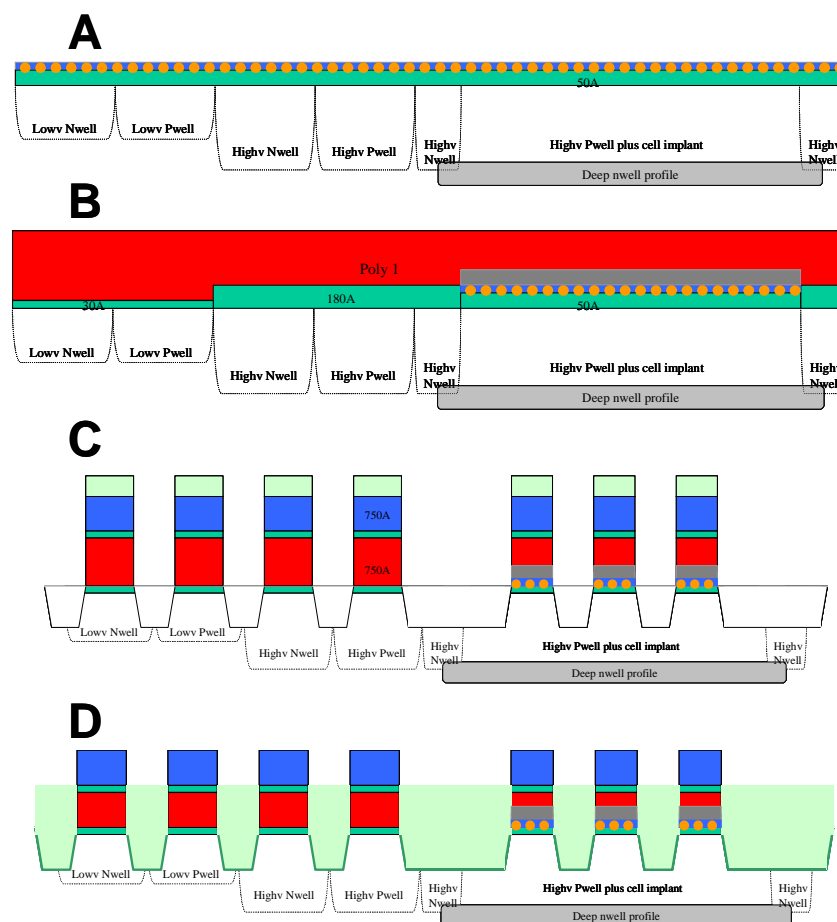 A
50A
Lowv Nwell Lowv Pwell
Highv Nwell Highv Pwell Highv Nwell Highv Pwell plus cell implant Highv Nwell
Deep nwell profile
B
Poly 1
30A 180A 50A
Lowv Nwell Lowv Pwell
Highv Nwell Highv Pwell Highv Nwell Highv Pwell plus cell implant Highv Nwell
Deep nwell profile
C
750A
750A
Lowv Nwell Lowv Pwell
Highv Nwell Highv Pwell Highv Nwell Highv Pwell plus cell implant Highv Nwell
Deep nwell profile
D
Lowv Nwell Lowv Pwell
Highv Nwell Highv Pwell Highv Nwell Highv Pwell plus cell implant Highv Nwell
Deep nwell profile